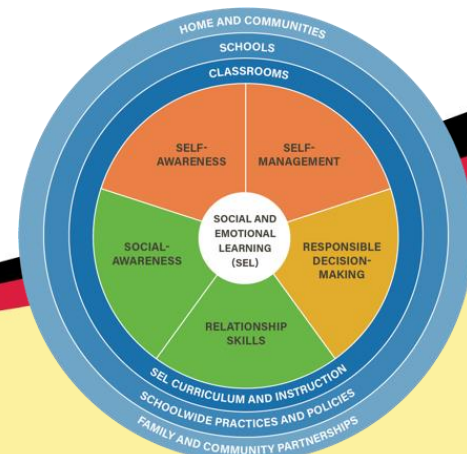 HOME AND COMMUNITIES
SCHOOLS
CLASSROOMS
SELF-
AWARENESS
SELF-
MANAGEMENT
SOCIAL AND
EMOTIONAL
LEARNING
(SEL)
SOCIAL-
AWARENESS
RESPONSIBLE
DECISION-
MAKING
RELATIONSHIP
SKILLS
SEL CURRICULUM AND INSTRUCTION
SCHOOLWIDE PRACTICES AND POLICIES
FAMILY AND COMMUNITY PARTNERSHIPS